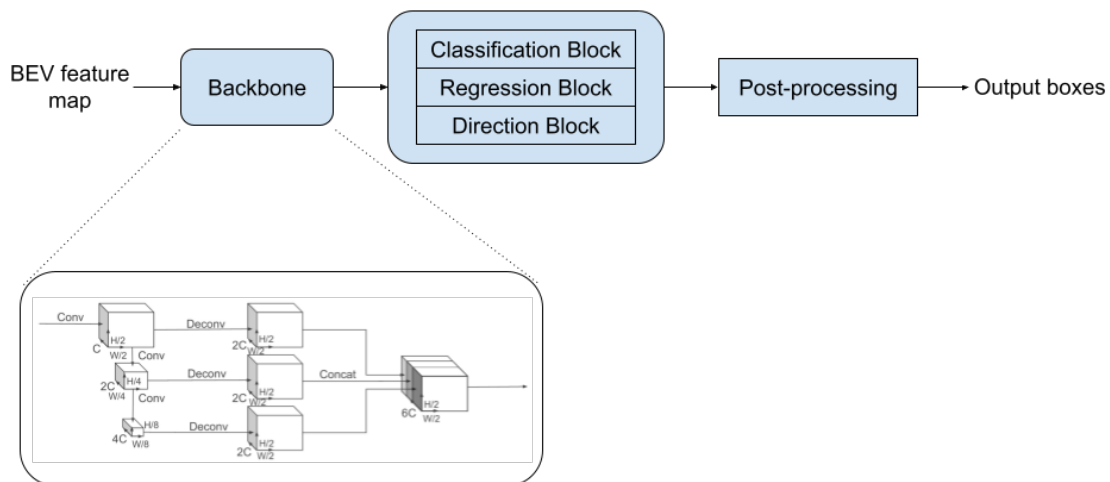 BEV feature
map
Backbone
Classification Block
Regression Block
Direction Block
Post-processing
Output boxes
Conv
C
H/2
W/2
Conv
Deconv
2C
H/2
W/2
2C
H/4
W/4
Conv
Deconv
2C
H/2
W/2
Concat
4C
H/8
W/8
Deconv
2C
H/2
W/2
6C
H/2
W/2